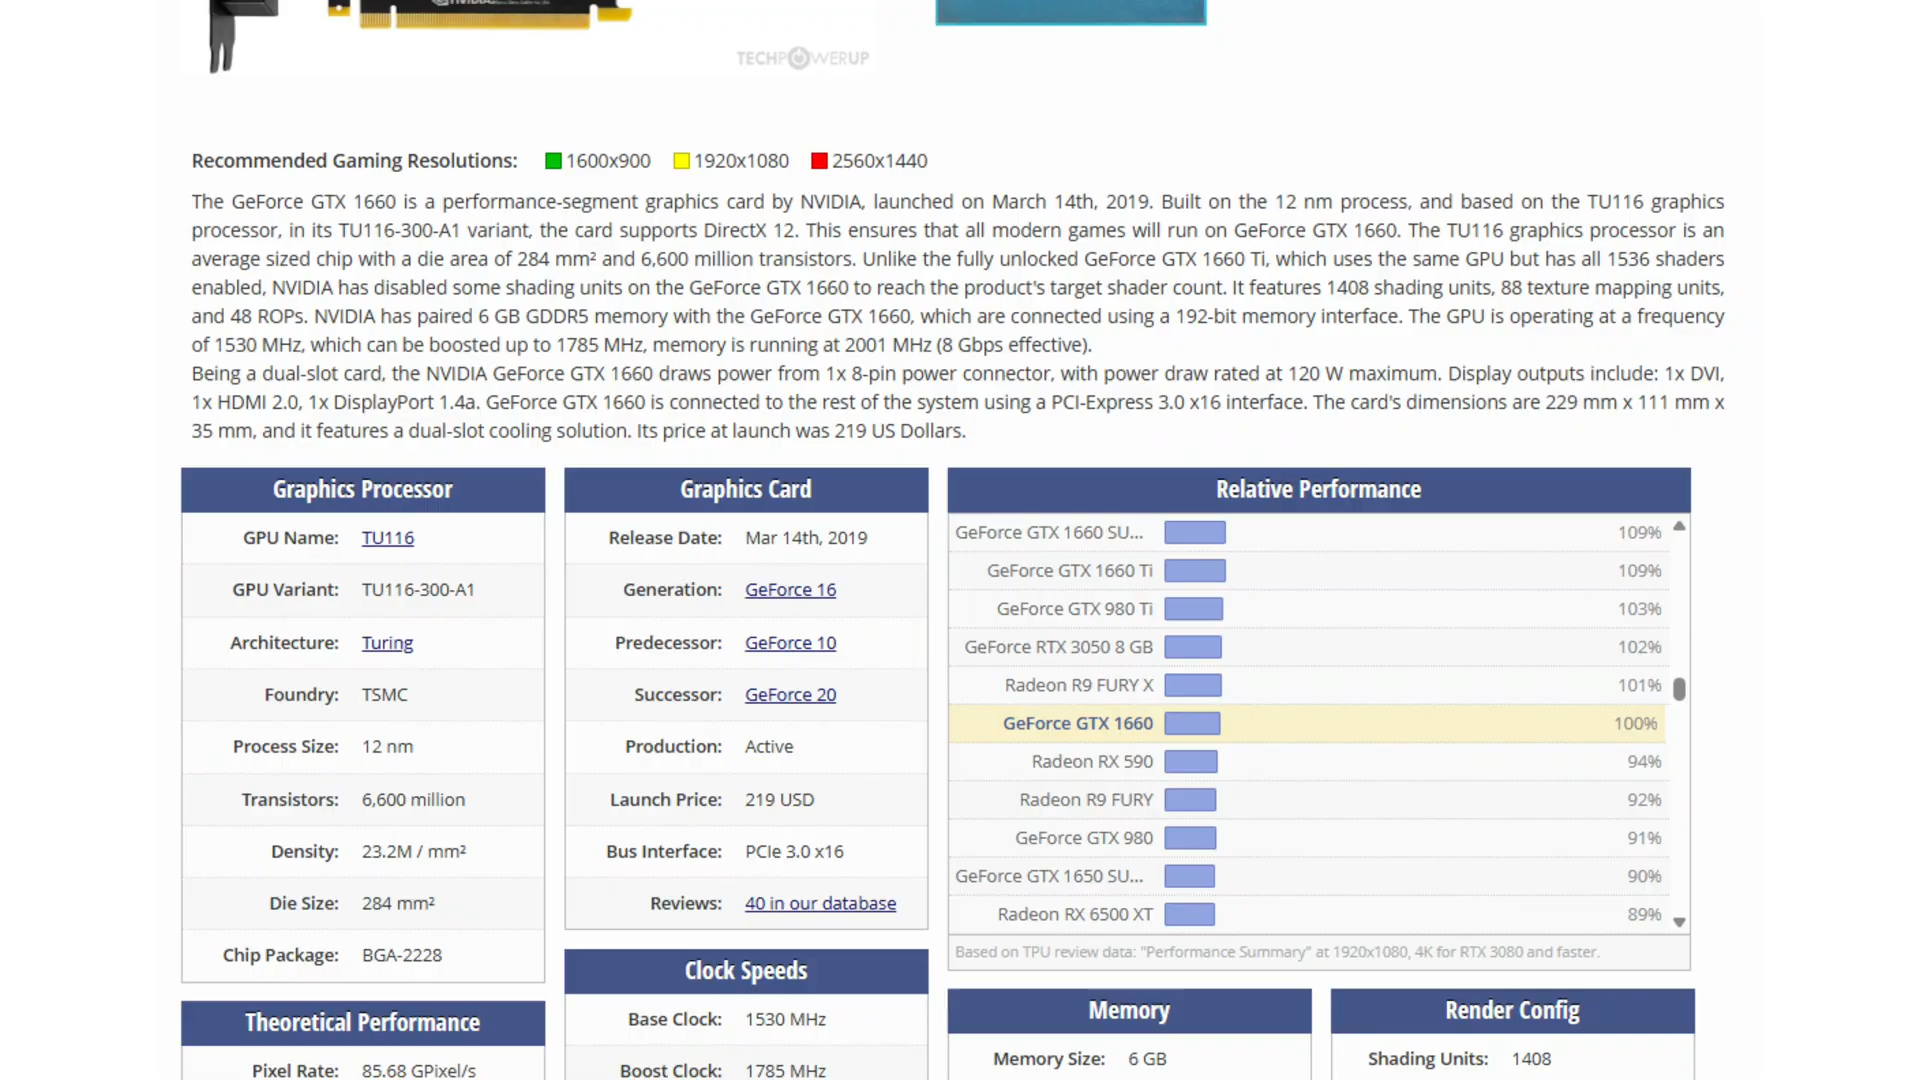 NVIDIA
TECHPOWERUP
Recommended Gaming Resolutions: 1600x900 1920x1080 2560x1440
The GeForce GTX 1660 is a performance-segment graphics card by NVIDIA, launched on March 14th, 2019. Built on the 12 nm process, and based on the TU116 graphics
processor, in its TU116-300-A1 variant, the card supports DirectX 12. This ensures that all modern games will run on GeForce GTX 1660. The TU116 graphics processor is an
average sized chip with a die area of 284 mm² and 6,600 million transistors. Unlike the fully unlocked GeForce GTX 1660 Ti, which uses the same GPU but has all 1536 shaders
enabled, NVIDIA has disabled some shading units on the GeForce GTX 1660 to reach the product's target shader count. It features 1408 shading units, 88 texture mapping units,
and 48 ROPs. NVIDIA has paired 6 GB GDDR5 memory with the GeForce GTX 1660, which are connected using a 192-bit memory interface. The GPU is operating at a frequency
of 1530 MHz, which can be boosted up to 1785 MHz, memory is running at 2001 MHz (8 Gbps effective).
Being a dual-slot card, the NVIDIA GeForce GTX 1660 draws power from 1x 8-pin power connector, with power draw rated at 120 W maximum. Display outputs include: 1x DVI,
1x HDMI 2.0, 1x DisplayPort 1.4a. GeForce GTX 1660 is connected to the rest of the system using a PCI-Express 3.0 x16 interface. The card's dimensions are 229 mm x 111 mm x
35 mm, and it features a dual-slot cooling solution. Its price at launch was 219 US Dollars.
Graphics Processor
GPU Name: TU116
GPU Variant: TU116-300-A1
Architecture: Turing
Foundry: TSMC
Process Size: 12 nm
Transistors: 6,600 million
Density: 23.2M / mm²
Die Size: 284 mm²
Chip Package: BGA-2228
Theoretical Performance
Pixel Rate: 85.68 GPixel/s
Graphics Card
Release Date: Mar 14th, 2019
Generation: GeForce 16
Predecessor: GeForce 10
Successor: GeForce 20
Production: Active
Launch Price: 219 USD
Bus Interface: PCIe 3.0 x16
Reviews: 40 in our database
Clock Speeds
Base Clock: 1530 MHz
Boost Clock: 1785 MHz
Relative Performance
GeForce GTX 1660 SU... 109%
GeForce GTX 1660 Ti 109%
GeForce GTX 980 Ti 103%
GeForce RTX 3050 8 GB 102%
Radeon R9 FURY X 101%
GeForce GTX 1660 100%
Radeon RX 590 94%
Radeon R9 FURY 92%
GeForce GTX 980 91%
GeForce GTX 1650 SU... 90%
Radeon RX 6500 XT 89%
Based on TPU review data: "Performance Summary" at 1920x1080, 4K for RTX 3080 and faster.
Memory
Memory Size: 6 GB
Render Config
Shading Units: 1408